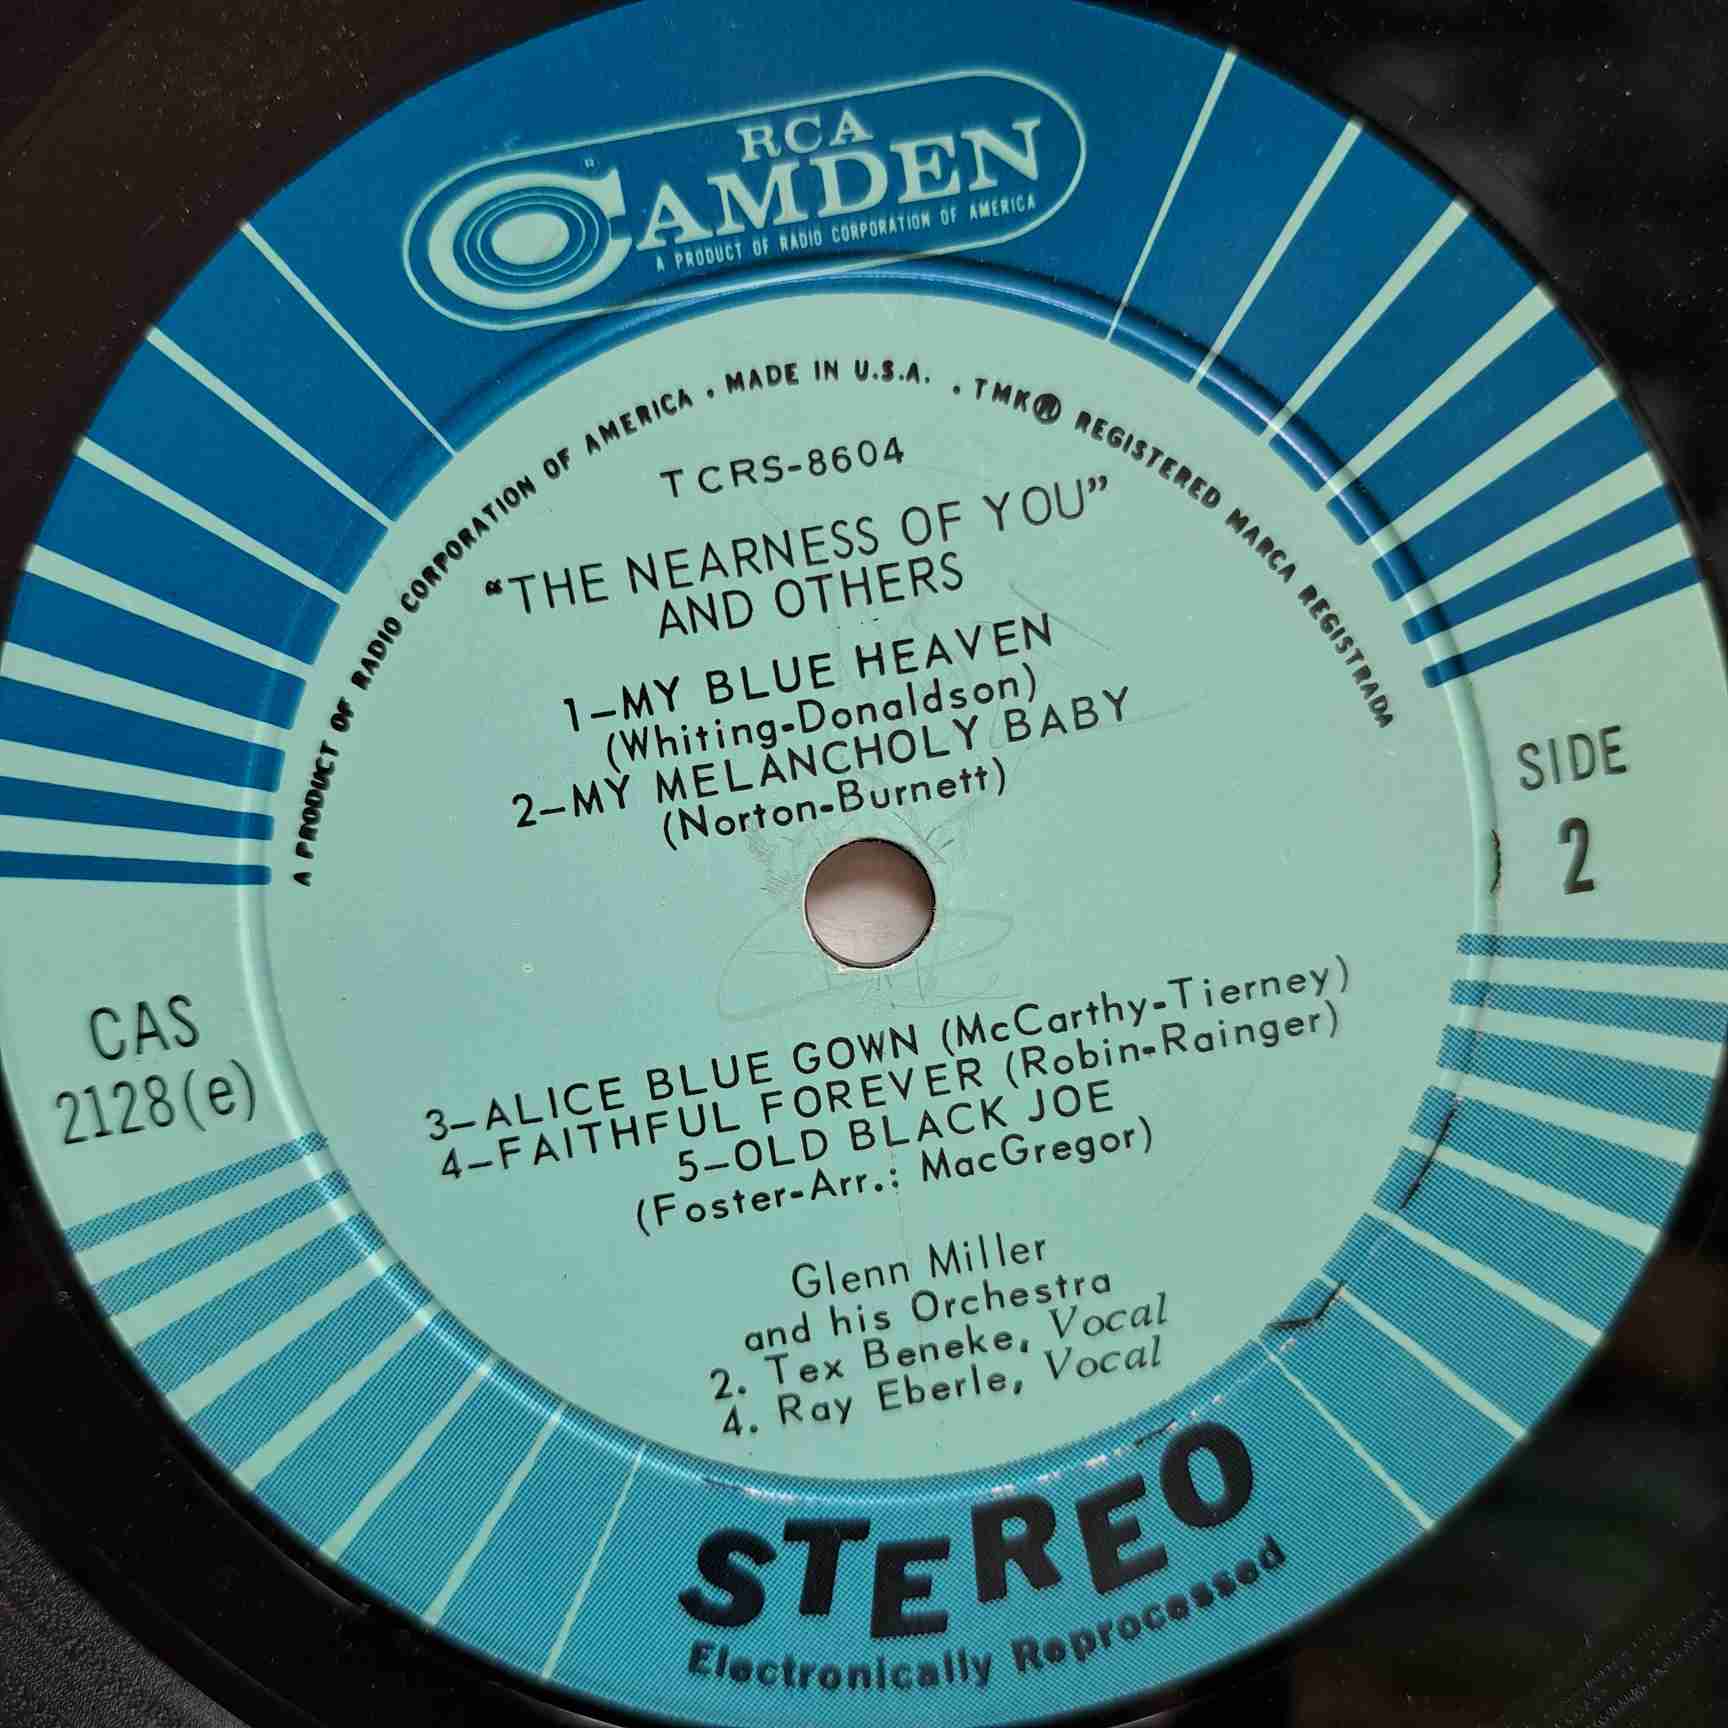 RCA
CAMDEN
A PRODUCT OF RADIO CORPORATION OF AMERICA
A PRODUCT OF RADIO CORPORATION OF AMERICA . MADE IN U.S.A. . TMK® REGISTERED MARCA REGISTRADA
TCRS-8604
“THE NEARNESS OF YOU”
AND OTHERS
1—MY BLUE HEAVEN
(Whiting-Donaldson)
2—MY MELANCHOLY BABY
(Norton-Burnett)
SIDE
2
CAS
2128(e)
3—ALICE BLUE GOWN (McCarthy-Tierney)
4—FAITHFUL FOREVER (Robin-Rainger)
5—OLD BLACK JOE
(Foster-Arr.: MacGregor)
Glenn Miller
and his Orchestra
2. Tex Beneke, Vocal
4. Ray Eberle, Vocal
STEREO
Electronically Reprocessed